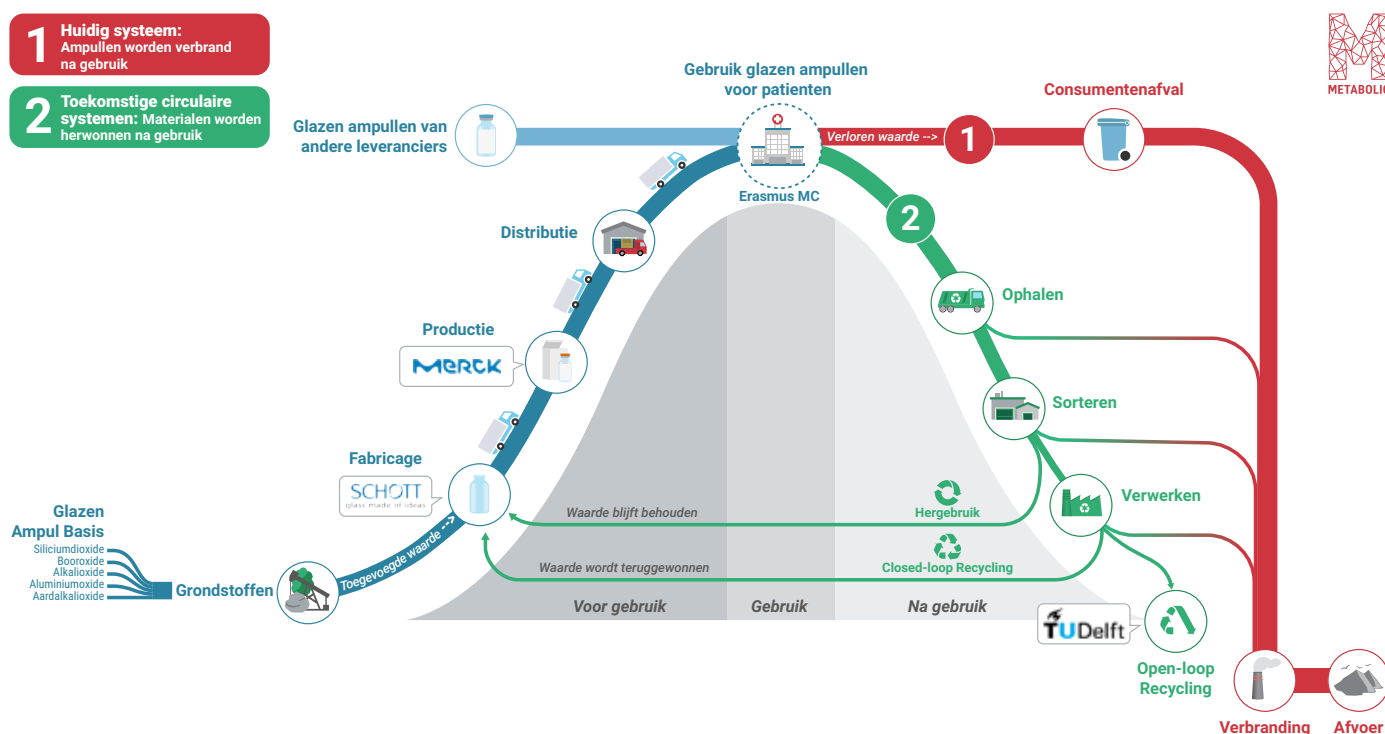 1
Huidig systeem:
Ampullen worden verbrand
na gebruik
2
Toekomstige circulaire
systemen: Materialen worden
herwonnen na gebruik
METABOLIC
Gebruik glazen ampullen
voor patienten
Erasmus MC
Glazen ampullen van
andere leveranciers
Verloren waarde -->
1
Consumentenafval
2
Distributie
Ophalen
Productie
MERCK
Sorteren
Fabricage
SCHOTT
glass made of ideas
Verwerken
Waarde blijft behouden
Hergebruik
Toegevoegde waarde -->
Waarde wordt teruggewonnen
Closed-loop Recycling
Glazen
Ampul Basis
Siliciumdioxide
Booroxide
Alkalioxide
Aluminiumoxide
Aardalkalioxide
Grondstoffen
Voor gebruik
Gebruik
Na gebruik
TUDelft
Open-loop
Recycling
Verbranding
Afvoer